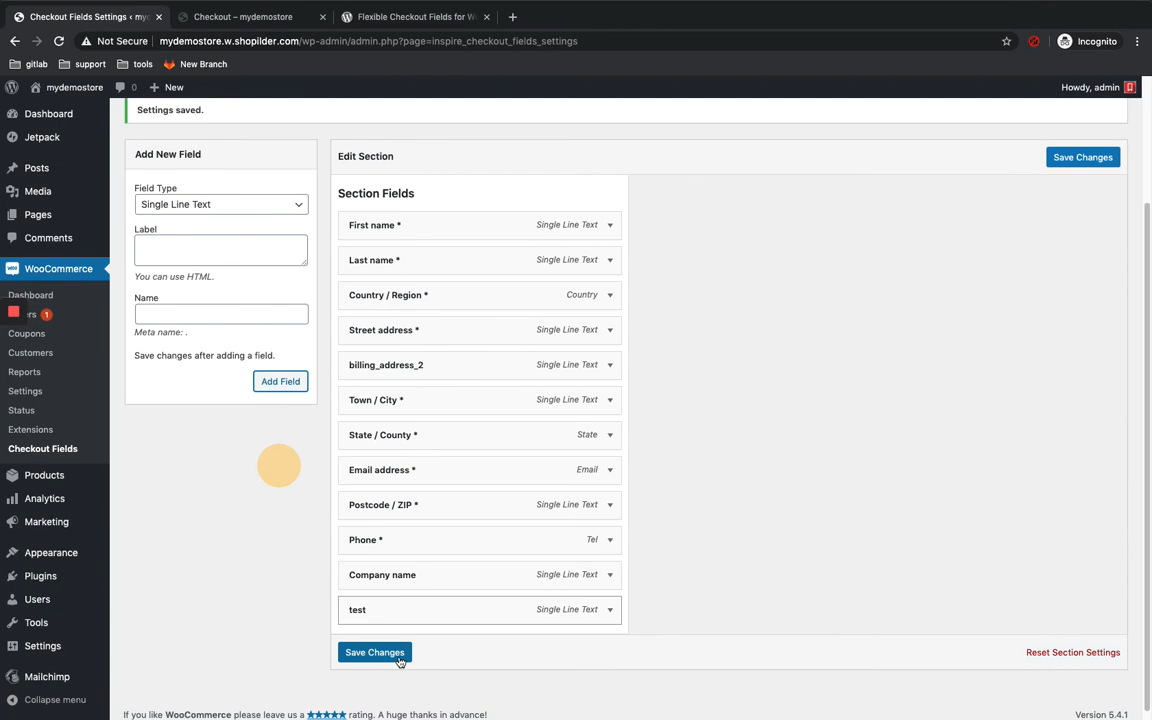 Checkout Fields Settings ‹ my
Checkout – mydemostore
Flexible Checkout Fields for W
Not Secure
mydemostore.w.shopilder.com/wp-admin/admin.php?page=inspire_checkout_fields_settings
Incognito
gitlab
support
tools
New Branch
mydemostore
0
New
Howdy, admin
Dashboard
Jetpack
Posts
Media
Pages
Comments
WooCommerce
Dashboard
rs 1
Coupons
Customers
Reports
Settings
Status
Extensions
Checkout Fields
Products
Analytics
Marketing
Appearance
Plugins
Users
Tools
Settings
Mailchimp
Collapse menu
Settings saved.
Add New Field
Field Type
Single Line Text
Label
You can use HTML.
Name
Meta name: .
Save changes after adding a field.
Add Field
Edit Section
Save Changes
Section Fields
First name * Single Line Text
Last name * Single Line Text
Country / Region * Country
Street address * Single Line Text
billing_address_2 Single Line Text
Town / City * Single Line Text
State / County * State
Email address * Email
Postcode / ZIP * Single Line Text
Phone * Tel
Company name Single Line Text
test Single Line Text
Save Changes
Reset Section Settings
If you like WooCommerce please leave us a ★★★★★ rating. A huge thanks in advance!
Version 5.4.1